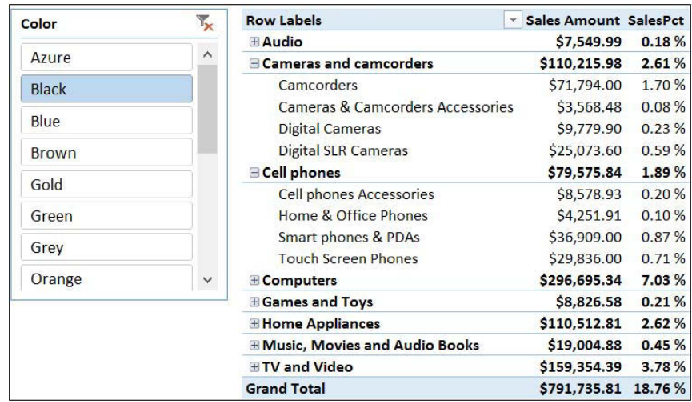 Color
Azure
Black
Blue
Brown
Gold
Green
Grey
Orange
Row Labels Sales Amount SalesPct
Audio $7,549.99 0.18 %
Cameras and camcorders $110,215.98 2.61 %
Camcorders $71,794.00 1.70 %
Cameras & Camcorders Accessories $3,568.48 0.08 %
Digital Cameras $9,779.90 0.23 %
Digital SLR Cameras $25,073.60 0.59 %
Cell phones $79,575.84 1.89 %
Cell phones Accessories $8,578.93 0.20 %
Home & Office Phones $4,251.91 0.10 %
Smart phones & PDAs $36,909.00 0.87 %
Touch Screen Phones $29,836.00 0.71 %
Computers $296,695.34 7.03 %
Games and Toys $8,826.58 0.21 %
Home Appliances $110,512.81 2.62 %
Music, Movies and Audio Books $19,004.88 0.45 %
TV and Video $159,354.39 3.78 %
Grand Total $791,735.81 18.76 %